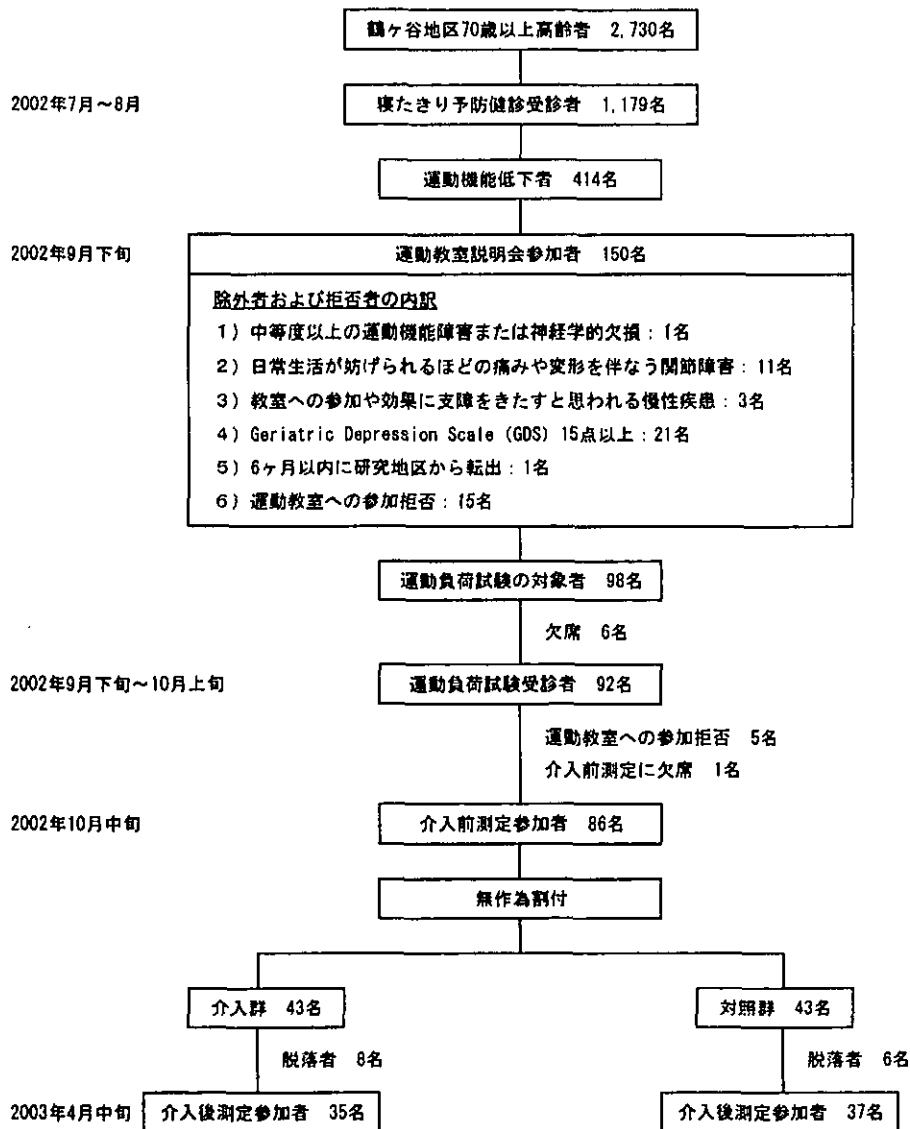 鶴ヶ谷地区70歳以上高齢者 2,730名
2002年7月～8月
寝たきり予防健診受診者 1,179名
運動機能低下者 414名
2002年9月下旬
運動教室説明会参加者 150名
除外者および拒否者の内訳
1) 中等度以上の運動機能障害または神経学的欠損：1名
2) 日常生活が妨げられるほどの痛みや変形を伴なう関節障害：11名
3) 教室への参加や効果に支障をきたすと思われる慢性疾患：3名
4) Geriatric Depression Scale (GDS) 15点以上：21名
5) 6ヶ月以内に研究地区から転出：1名
6) 運動教室への参加拒否：15名
運動負荷試験の対象者 98名
欠席 6名
2002年9月下旬～10月上旬
運動負荷試験受診者 92名
運動教室への参加拒否 5名
介入前測定に欠席 1名
2002年10月中旬
介入前測定参加者 86名
無作為割付
介入群 43名
対照群 43名
脱落者 8名
脱落者 6名
2003年4月中旬
介入後測定参加者 35名
介入後測定参加者 37名